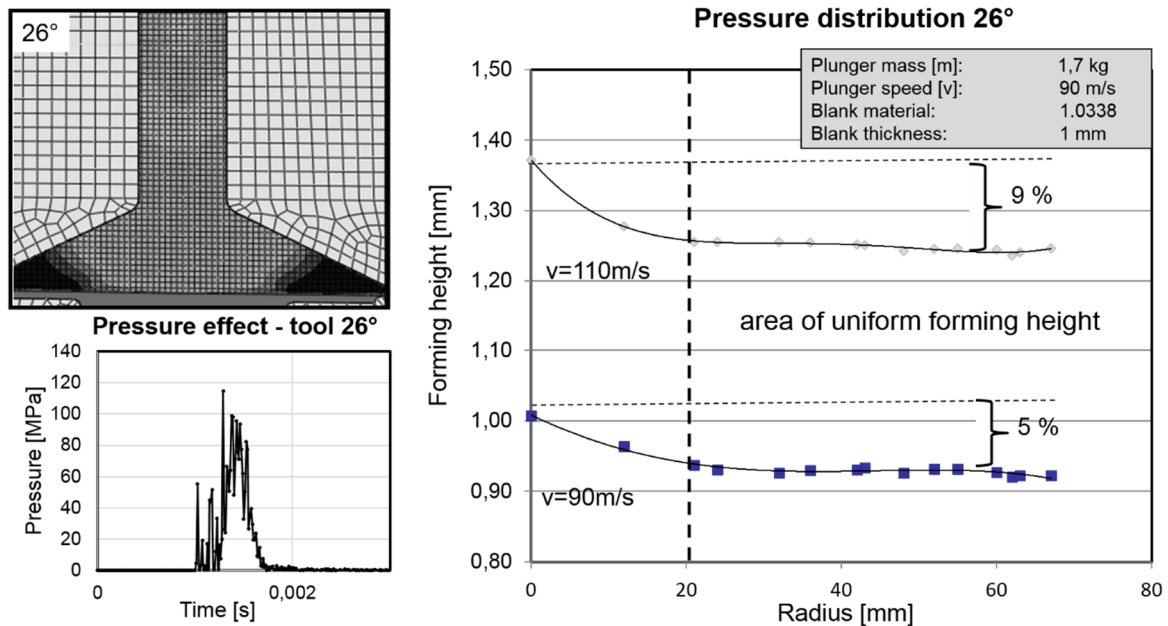 26°
Pressure effect - tool 26°
140
120
100
80
60
40
20
0
Pressure [MPa]
0
0,002
Time [s]
Pressure distribution 26°
Plunger mass [m]: 1,7 kg
Plunger speed [v]: 90 m/s
Blank material: 1.0338
Blank thickness: 1 mm
1,50
1,40
1,30
1,20
1,10
1,00
0,90
0,80
Forming height [mm]
9 %
v=110m/s
area of uniform forming height
5 %
v=90m/s
0
20
40
60
80
Radius [mm]